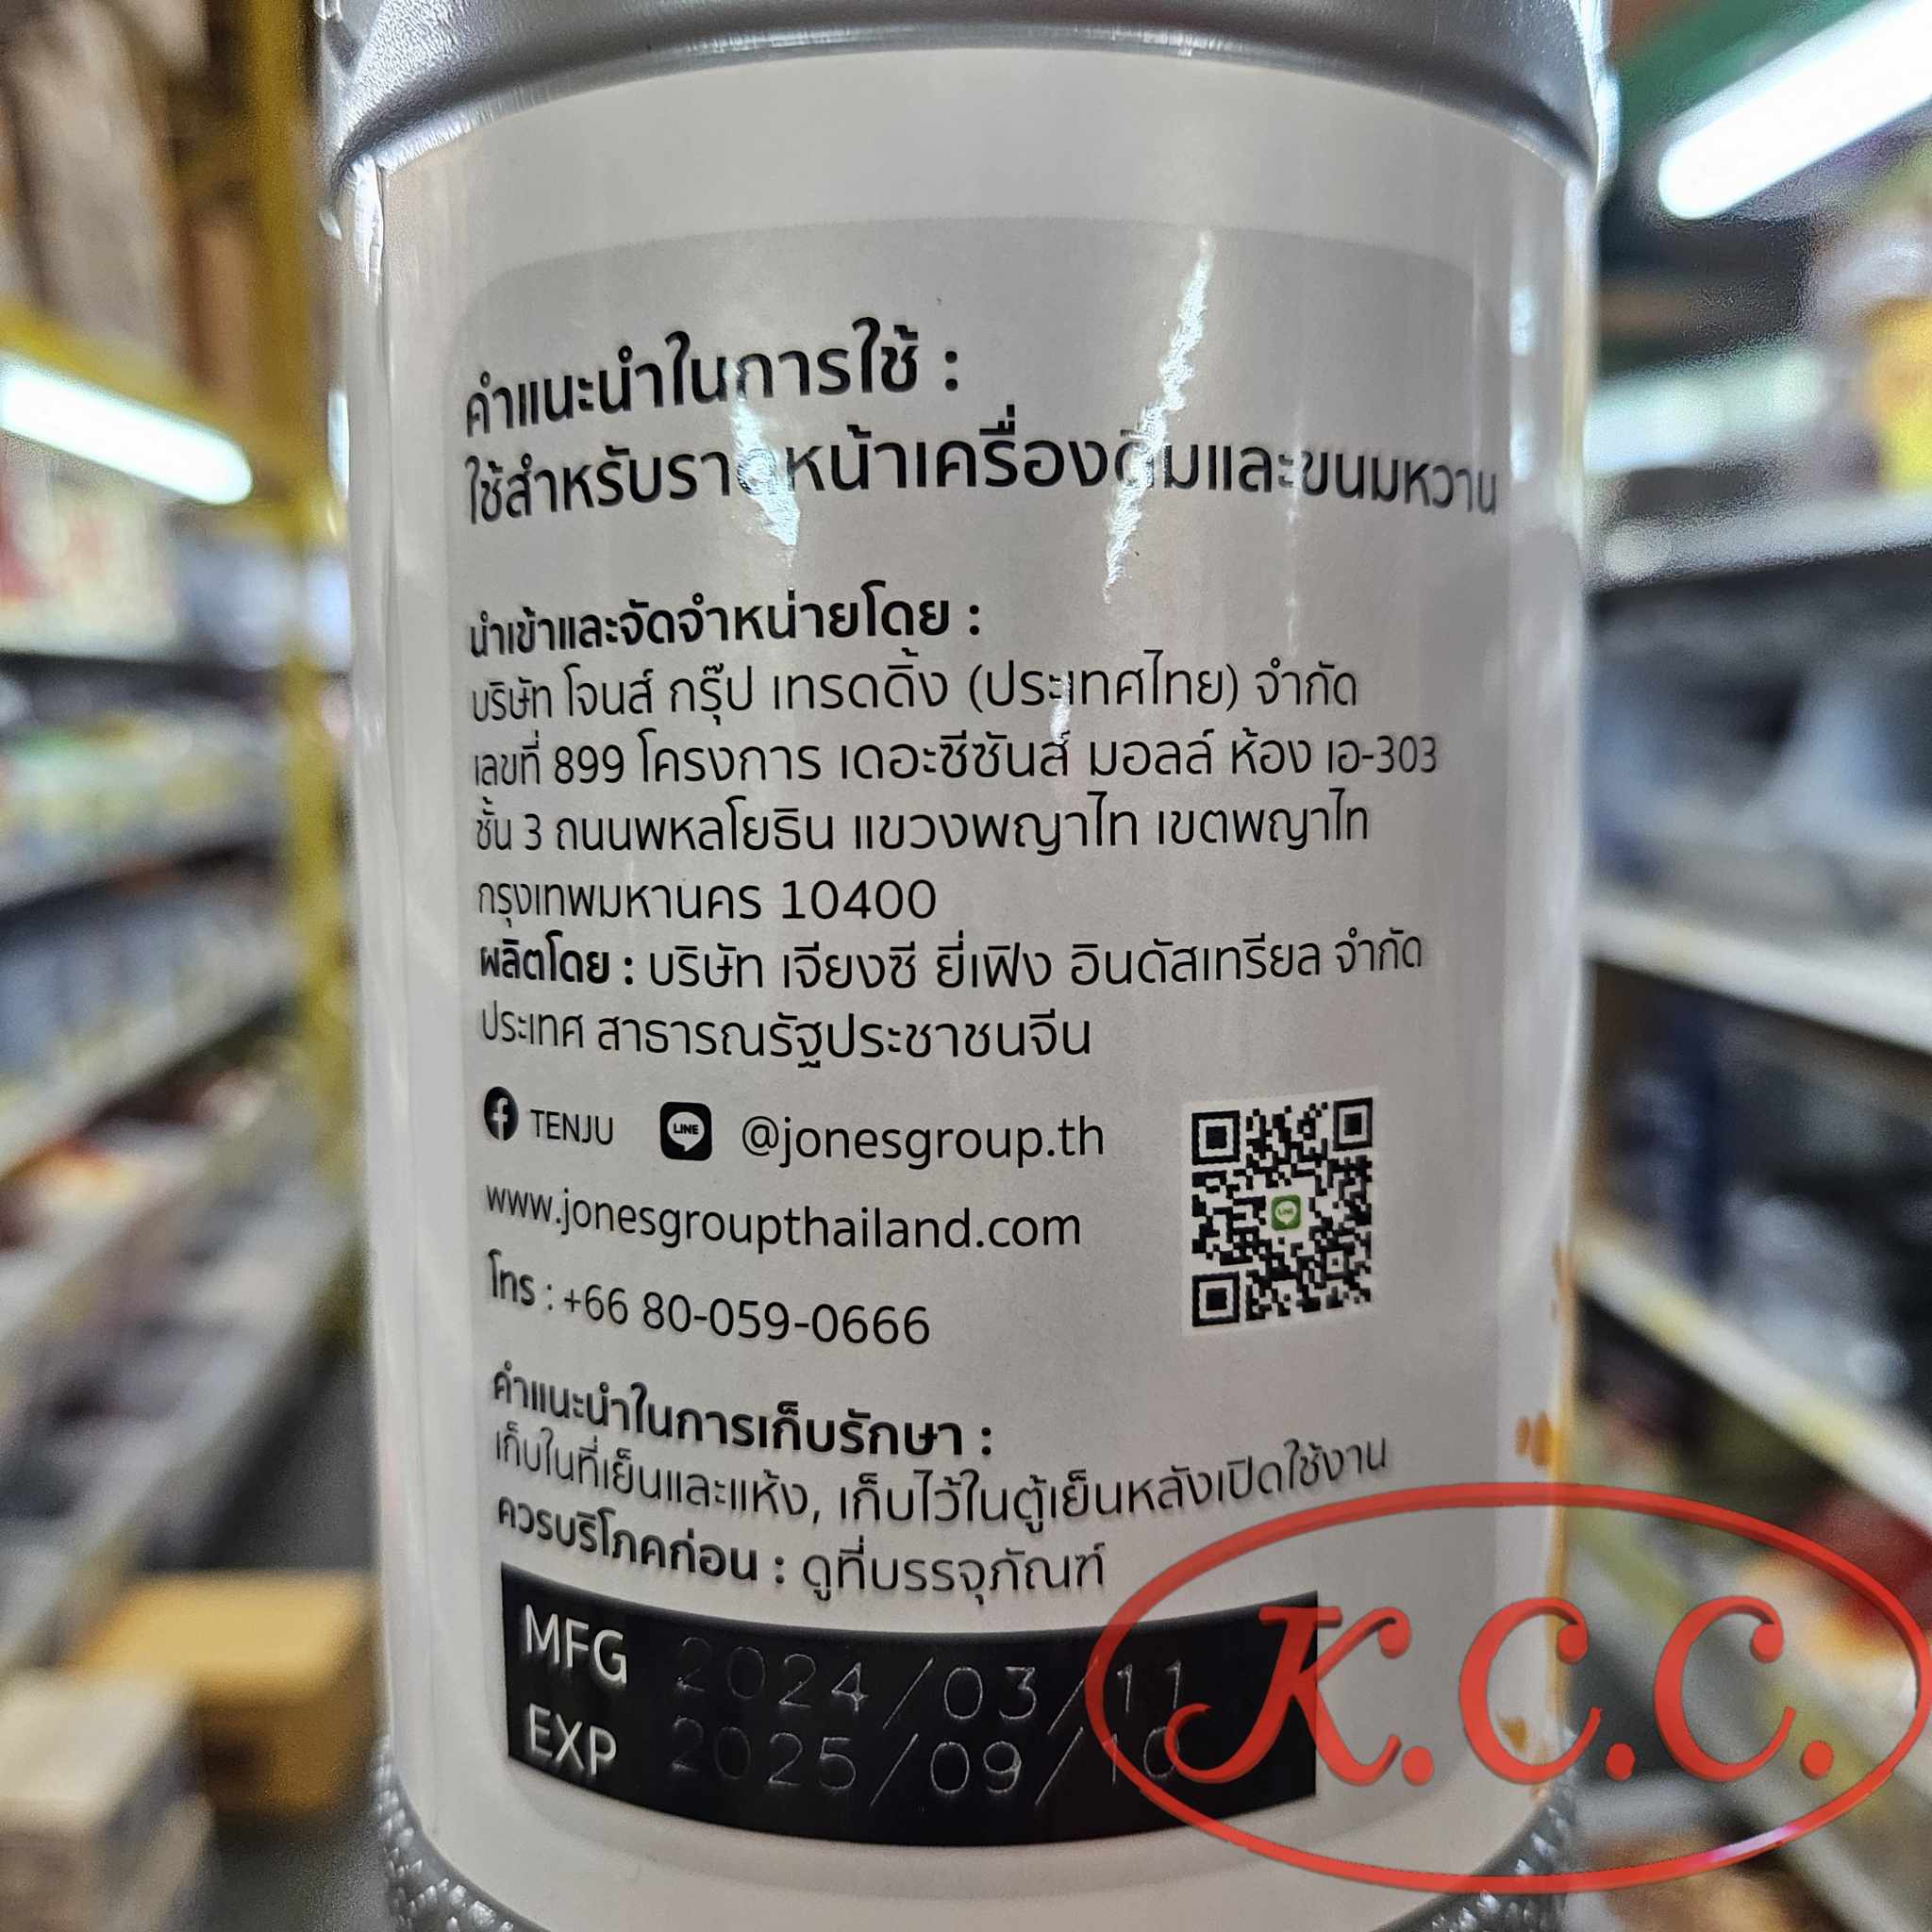 คำแนะนำในการใช้ :
ใช้สำหรับราดหน้าเครื่องดื่มและขนมหวาน
นำเข้าและจัดจำหน่ายโดย :
บริษัท โจนส์ กรุ๊ป เทรดดิ้ง (ประเทศไทย) จำกัด
เลขที่ 899 โครงการ เดอะซีซันส์ มอลล์ ห้อง เอ-303
ชั้น 3 ถนนพหลโยธิน แขวงพญาไท เขตพญาไท
กรุงเทพมหานคร 10400
ผลิตโดย : บริษัท เจียงซี ยี่เฟิง อินดัสเทรียล จำกัด
ประเทศ สาธารณรัฐประชาชนจีน
TENJU LINE @jonesgroup.th
www.jonesgroupthailand.com
โทร : +66 80-059-0666
คำแนะนำในการเก็บรักษา :
เก็บในที่เย็นและแห้ง, เก็บไว้ในตู้เย็นหลังเปิดใช้งาน
ควรบริโภคก่อน : ดูที่บรรจุภัณฑ์
MFG 2024/03/11
EXP 2025/09/10
K.C.C.